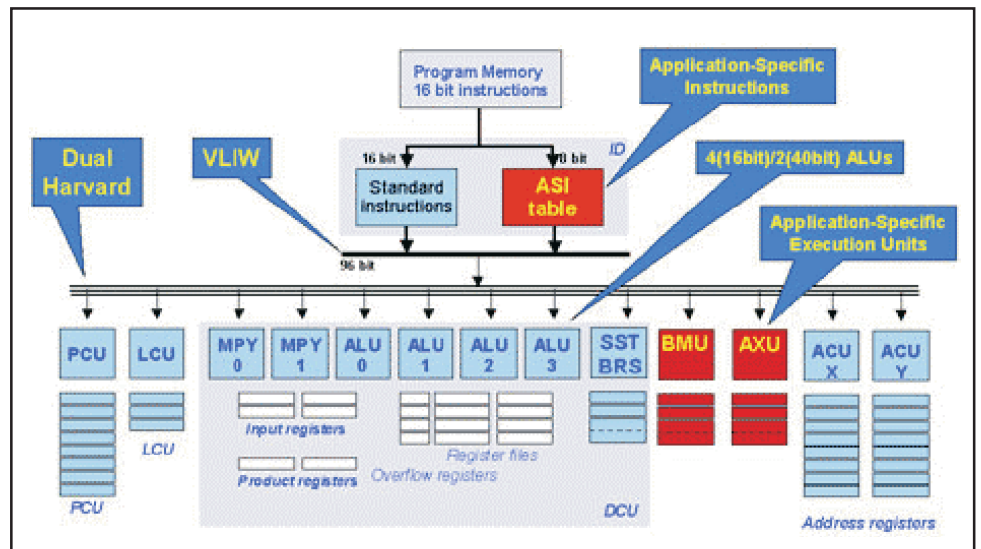 Program Memory
16 bit instructions
Application-Specific
Instructions
Dual
Harvard
VLIW
16 bit
8 bit
ID
4(16bit)/2(40bit) ALUs
Standard
instructions
ASI
table
Application-Specific
Execution Units
96 bit
PCU
LCU
MPY
0
MPY
1
ALU
0
ALU
1
ALU
2
ALU
3
SST
BRS
BMU
AXU
ACU
X
ACU
Y
Input registers
LCU
Register files
Product registers
Overflow registers
PCU
DCU
Address registers